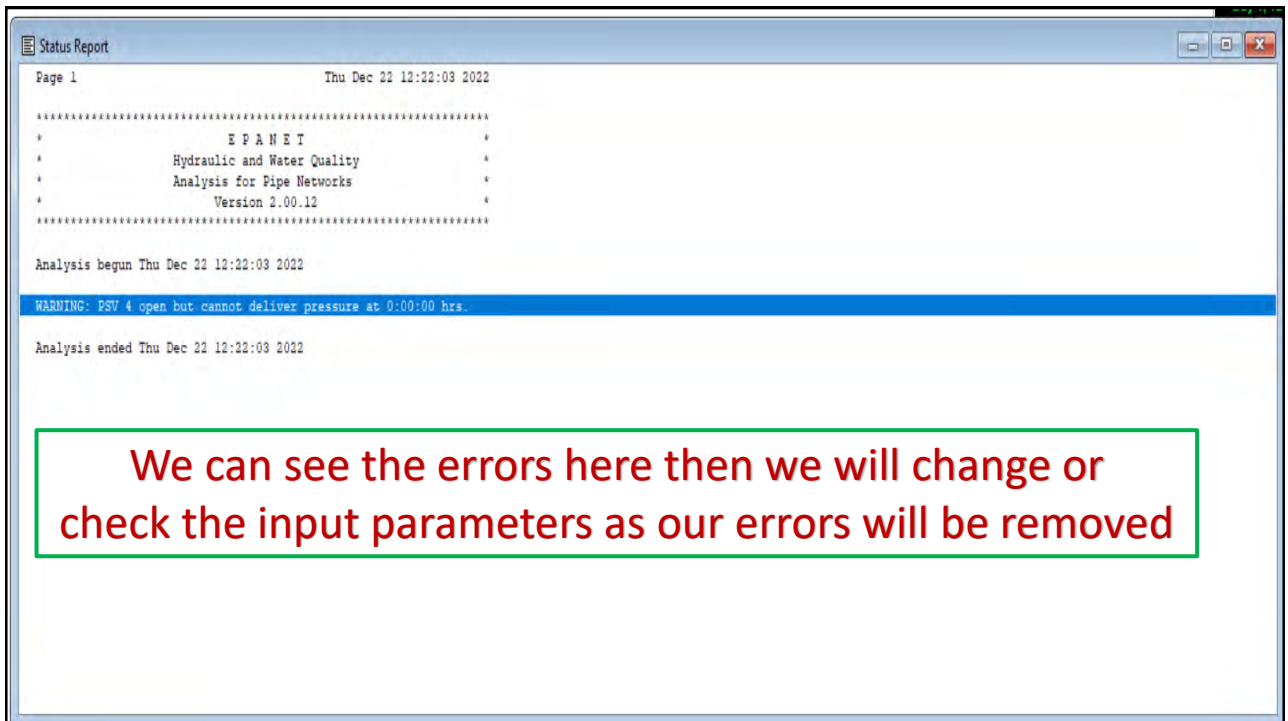 Status Report
Page 1 Thu Dec 22 12:22:03 2022
******************************************************************
* E P A N E T *
* Hydraulic and Water Quality *
* Analysis for Pipe Networks *
* Version 2.00.12 *
******************************************************************
Analysis begun Thu Dec 22 12:22:03 2022
WARNING: PSV 4 open but cannot deliver pressure at 0:00:00 hrs.
Analysis ended Thu Dec 22 12:22:03 2022
We can see the errors here then we will change or
check the input parameters as our errors will be removed